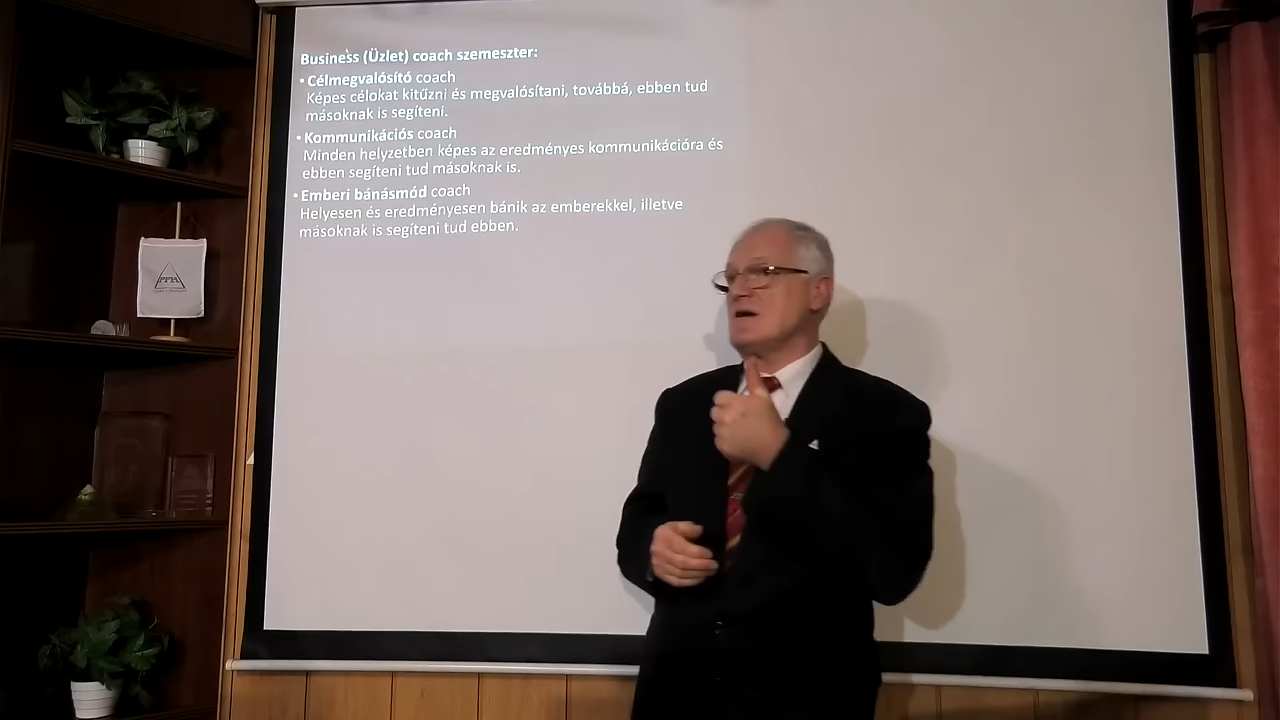 Business (Üzlet) coach szemeszter:
• Célmegvalósító coach
Képes célokat kitűzni és megvalósítani, továbbá, ebben tud
másoknak is segíteni.
• Kommunikációs coach
Minden helyzetben képes az eredményes kommunikációra és
ebben segíteni tud másoknak is.
• Emberi bánásmód coach
Helyesen és eredményesen bánik az emberekkel, illetve
másoknak is segíteni tud ebben.